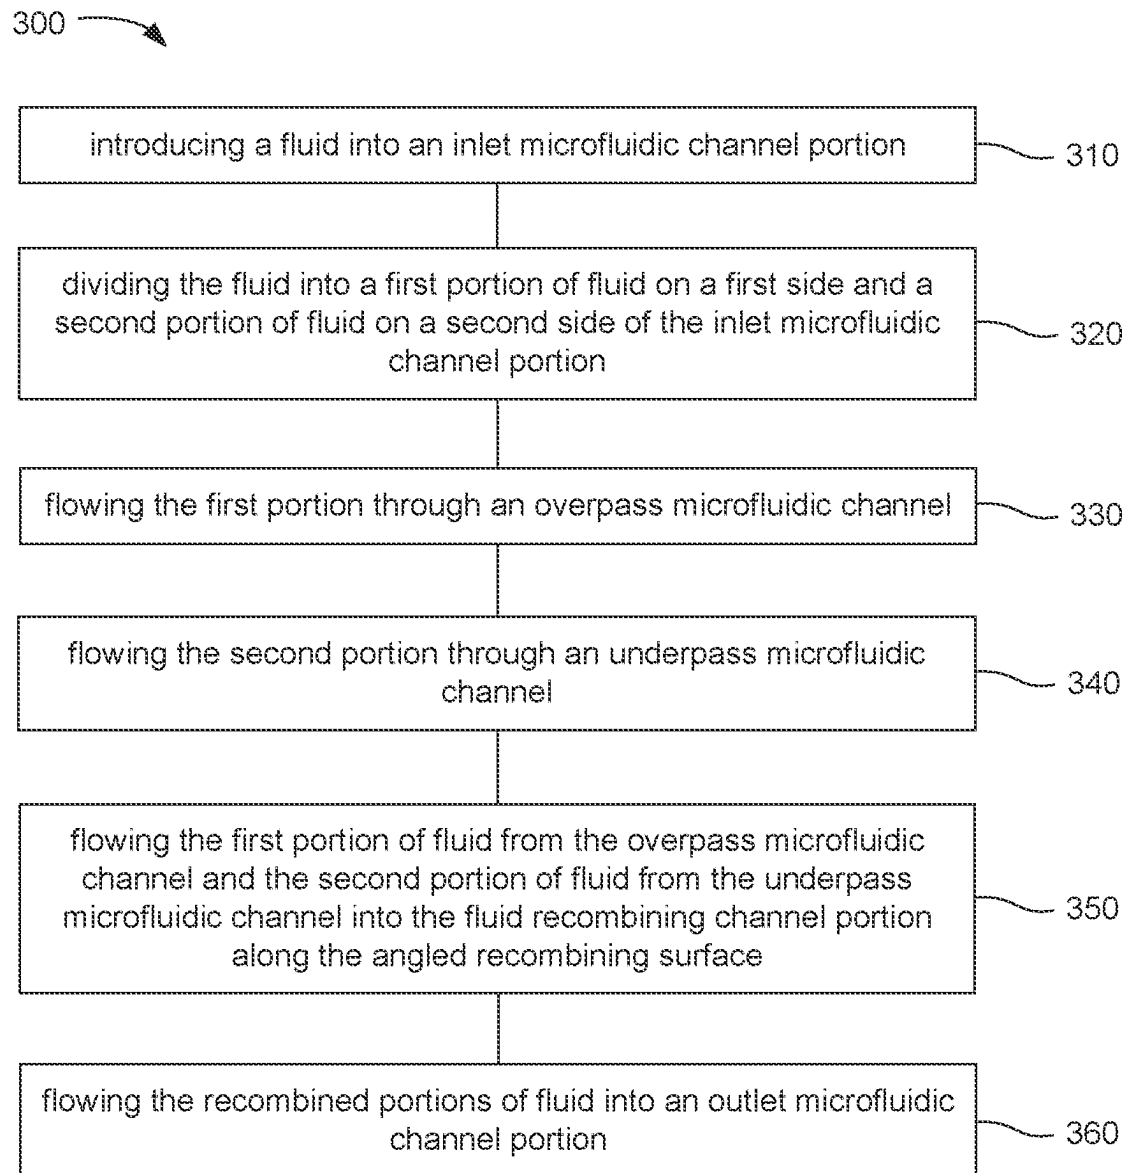 300
introducing a fluid into an inlet microfluidic channel portion
310
dividing the fluid into a first portion of fluid on a first side and a
second portion of fluid on a second side of the inlet microfluidic
channel portion
320
flowing the first portion through an overpass microfluidic channel
330
flowing the second portion through an underpass microfluidic
channel
340
flowing the first portion of fluid from the overpass microfluidic
channel and the second portion of fluid from the underpass
microfluidic channel into the fluid recombining channel portion
along the angled recombining surface
350
flowing the recombined portions of fluid into an outlet microfluidic
channel portion
360